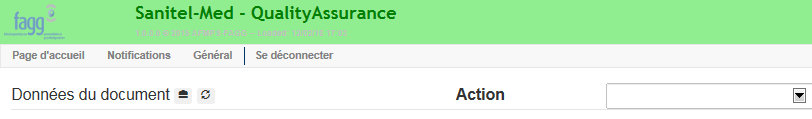 fagg
Sanitel-Med - QualityAssurance
Page d'accueil Notifications Général Se déconnecter
Données du document Action